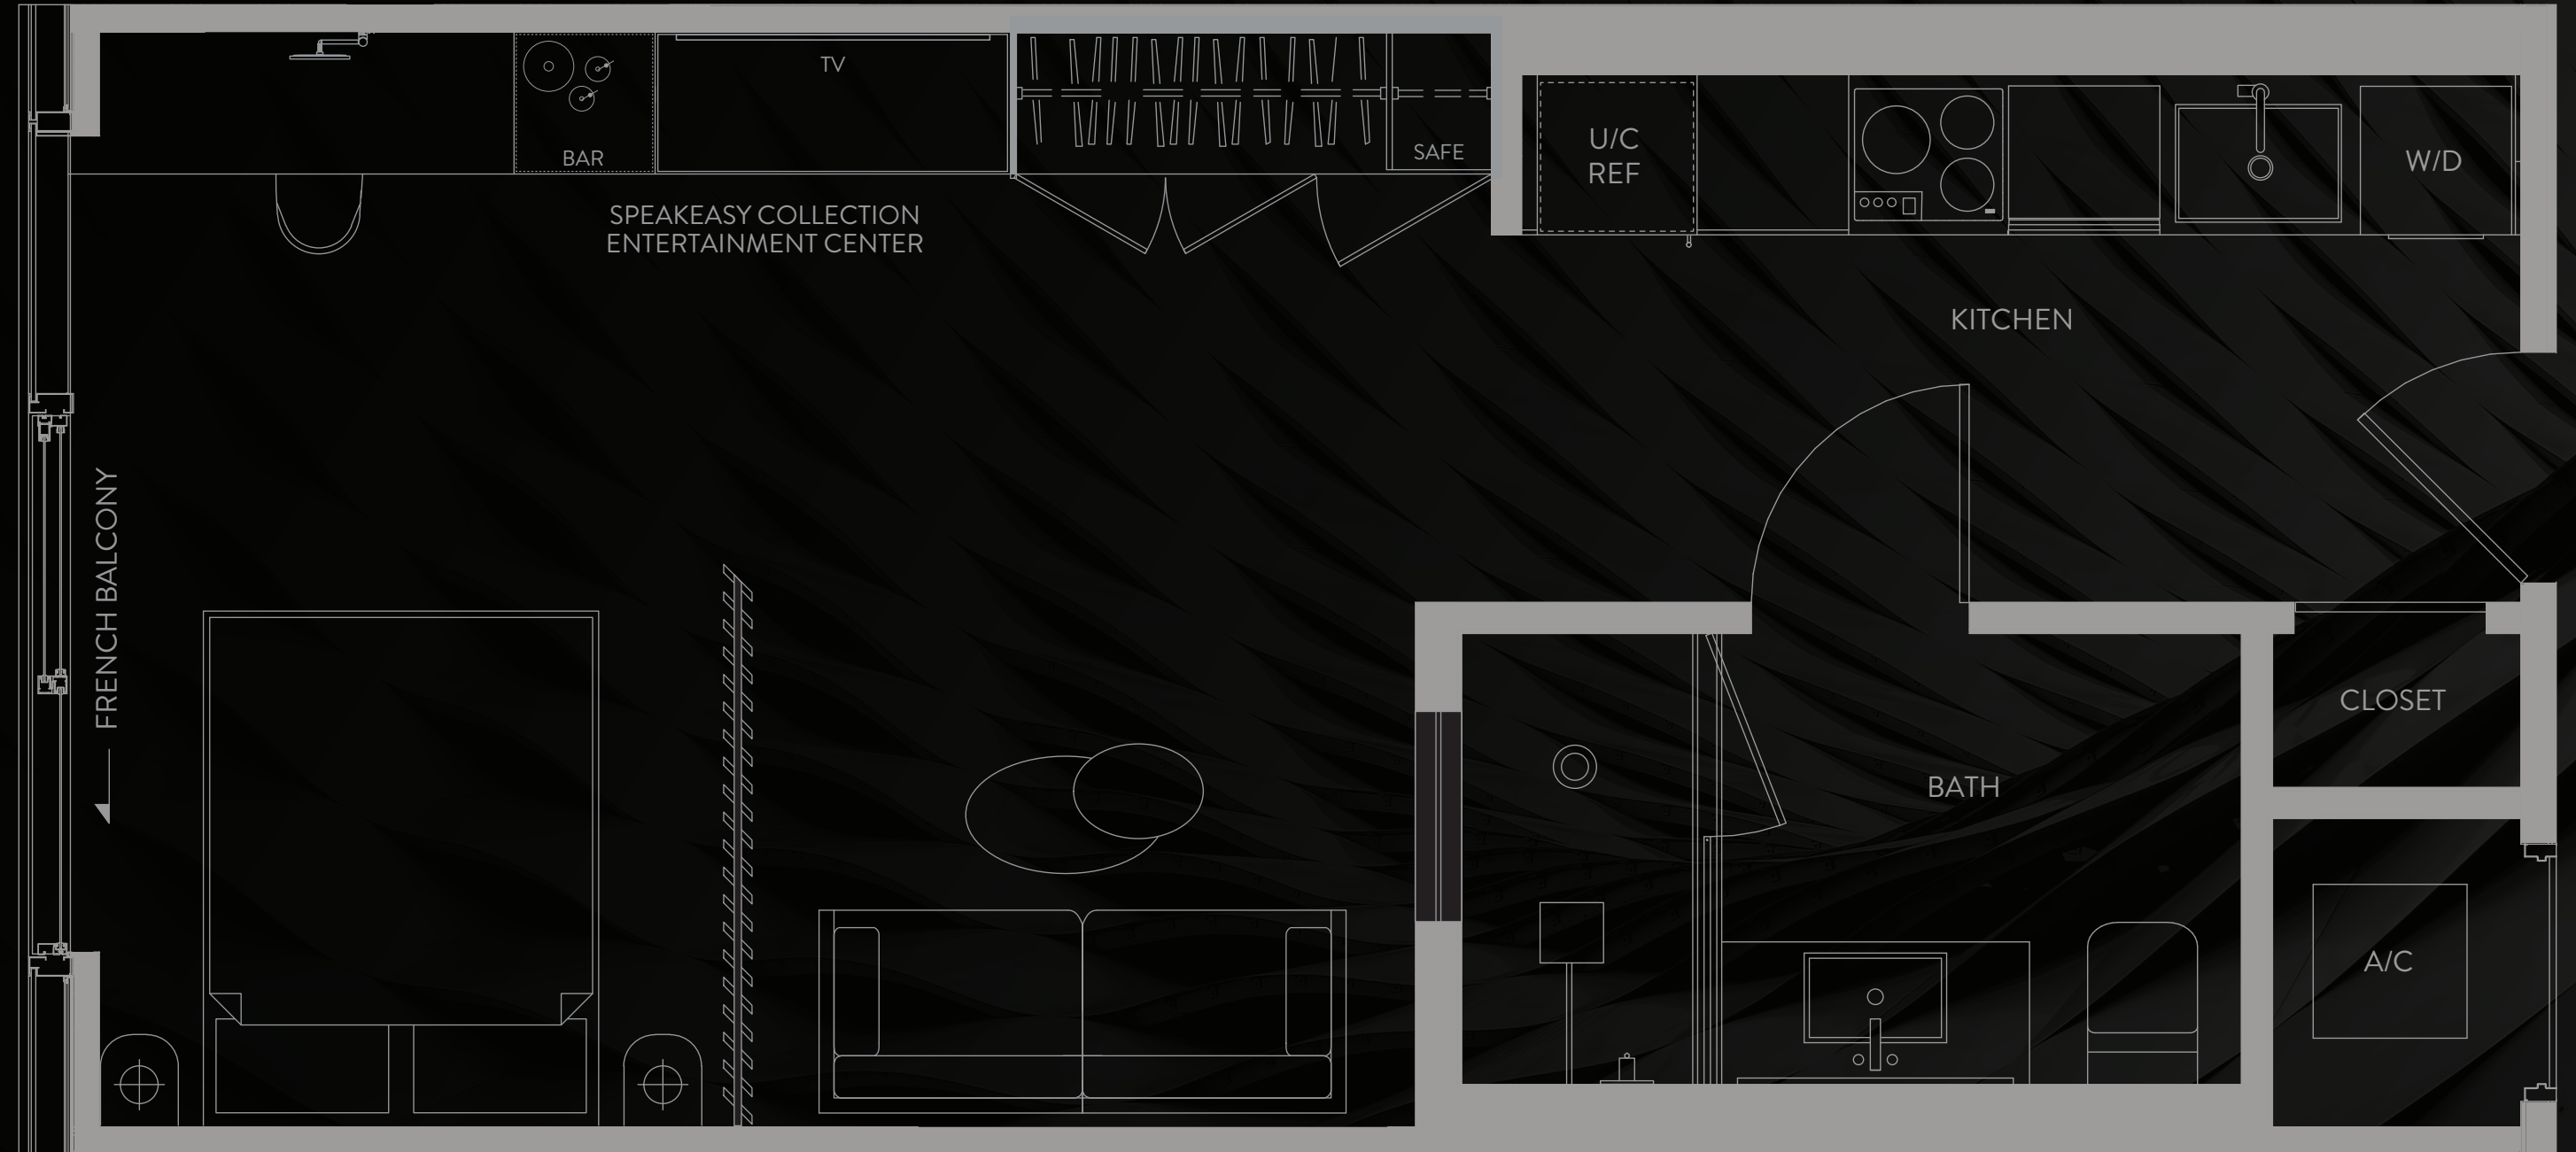 TV
BAR
SAFE
U/C
REF
W/D
SPEAKEASY COLLECTION
ENTERTAINMENT CENTER
KITCHEN
FRENCH BALCONY
CLOSET
BATH
A/C